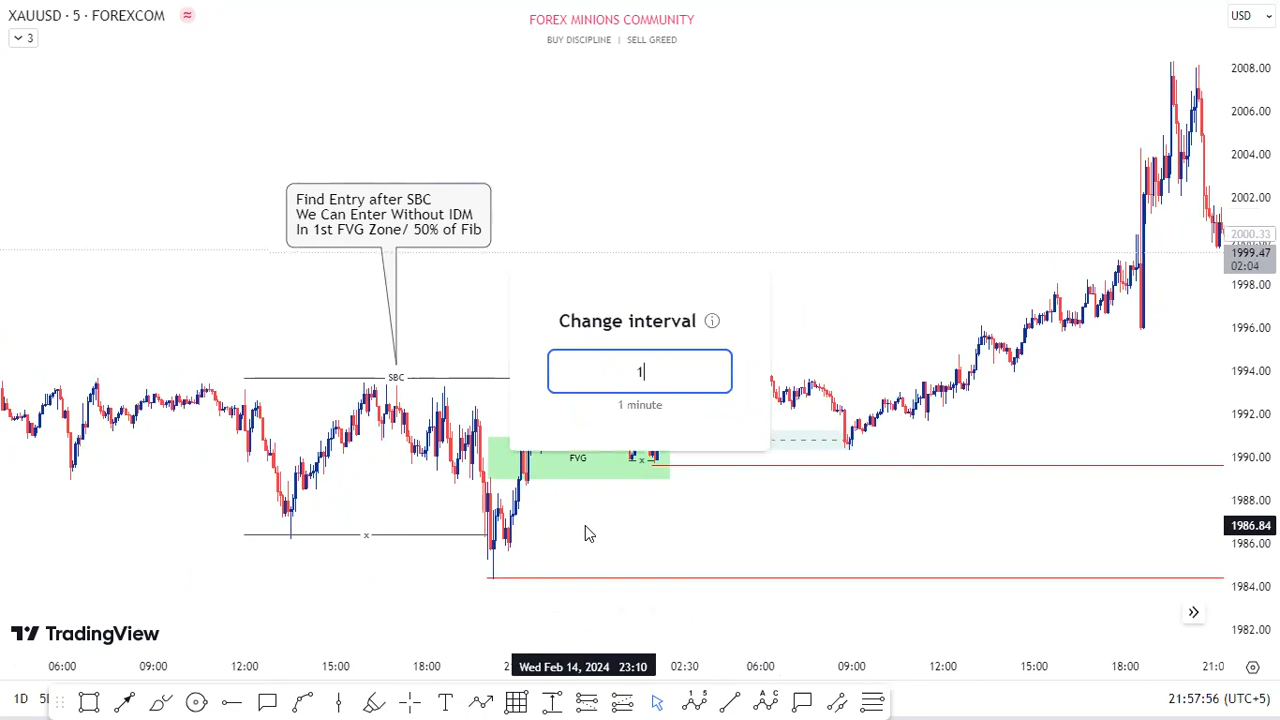 XAUUSD · 5 · FOREXCOM
3
FOREX MINIONS COMMUNITY
BUY DISCIPLINE | SELL GREED
USD
2008.00
2006.00
2004.00
2002.00
2000.33
1999.47
02:04
1998.00
1996.00
1994.00
1992.00
1990.00
1988.00
1986.84
1986.00
1984.00
1982.00
Find Entry after SBC
We Can Enter Without IDM
In 1st FVG Zone/ 50% of Fib
Change interval
1
1 minute
SBC
FVG
x
x
TradingView
06:00 09:00 12:00 15:00 18:00 Wed Feb 14, 2024 23:10 02:30 06:00 09:00 12:00 15:00 18:00 21:0
1D
21:57:56 (UTC+5)